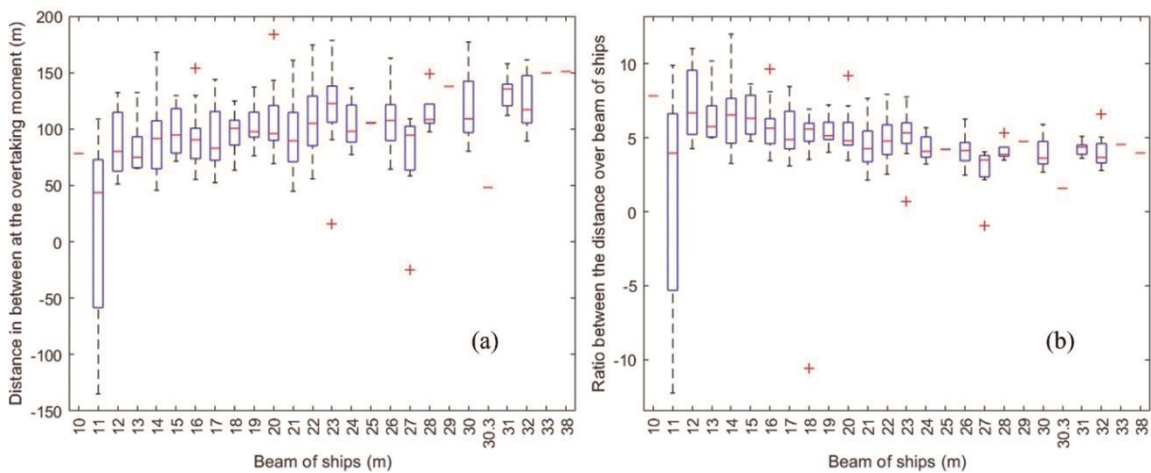 Distance in between at the overtaking moment (m)
200
150
100
50
0
-50
-100
-150
(a)
10 11 12 13 14 15 16 17 18 19 20 21 22 23 24 25 26 27 28 29 30 30.3 31 32 33 38
Beam of ships (m)
Ratio between the distance over beam of ships
10
5
0
-5
-10
(b)
10 11 12 13 14 15 16 17 18 19 20 21 22 23 24 25 26 27 28 29 30 30.3 31 32 33 38
Beam of ships (m)